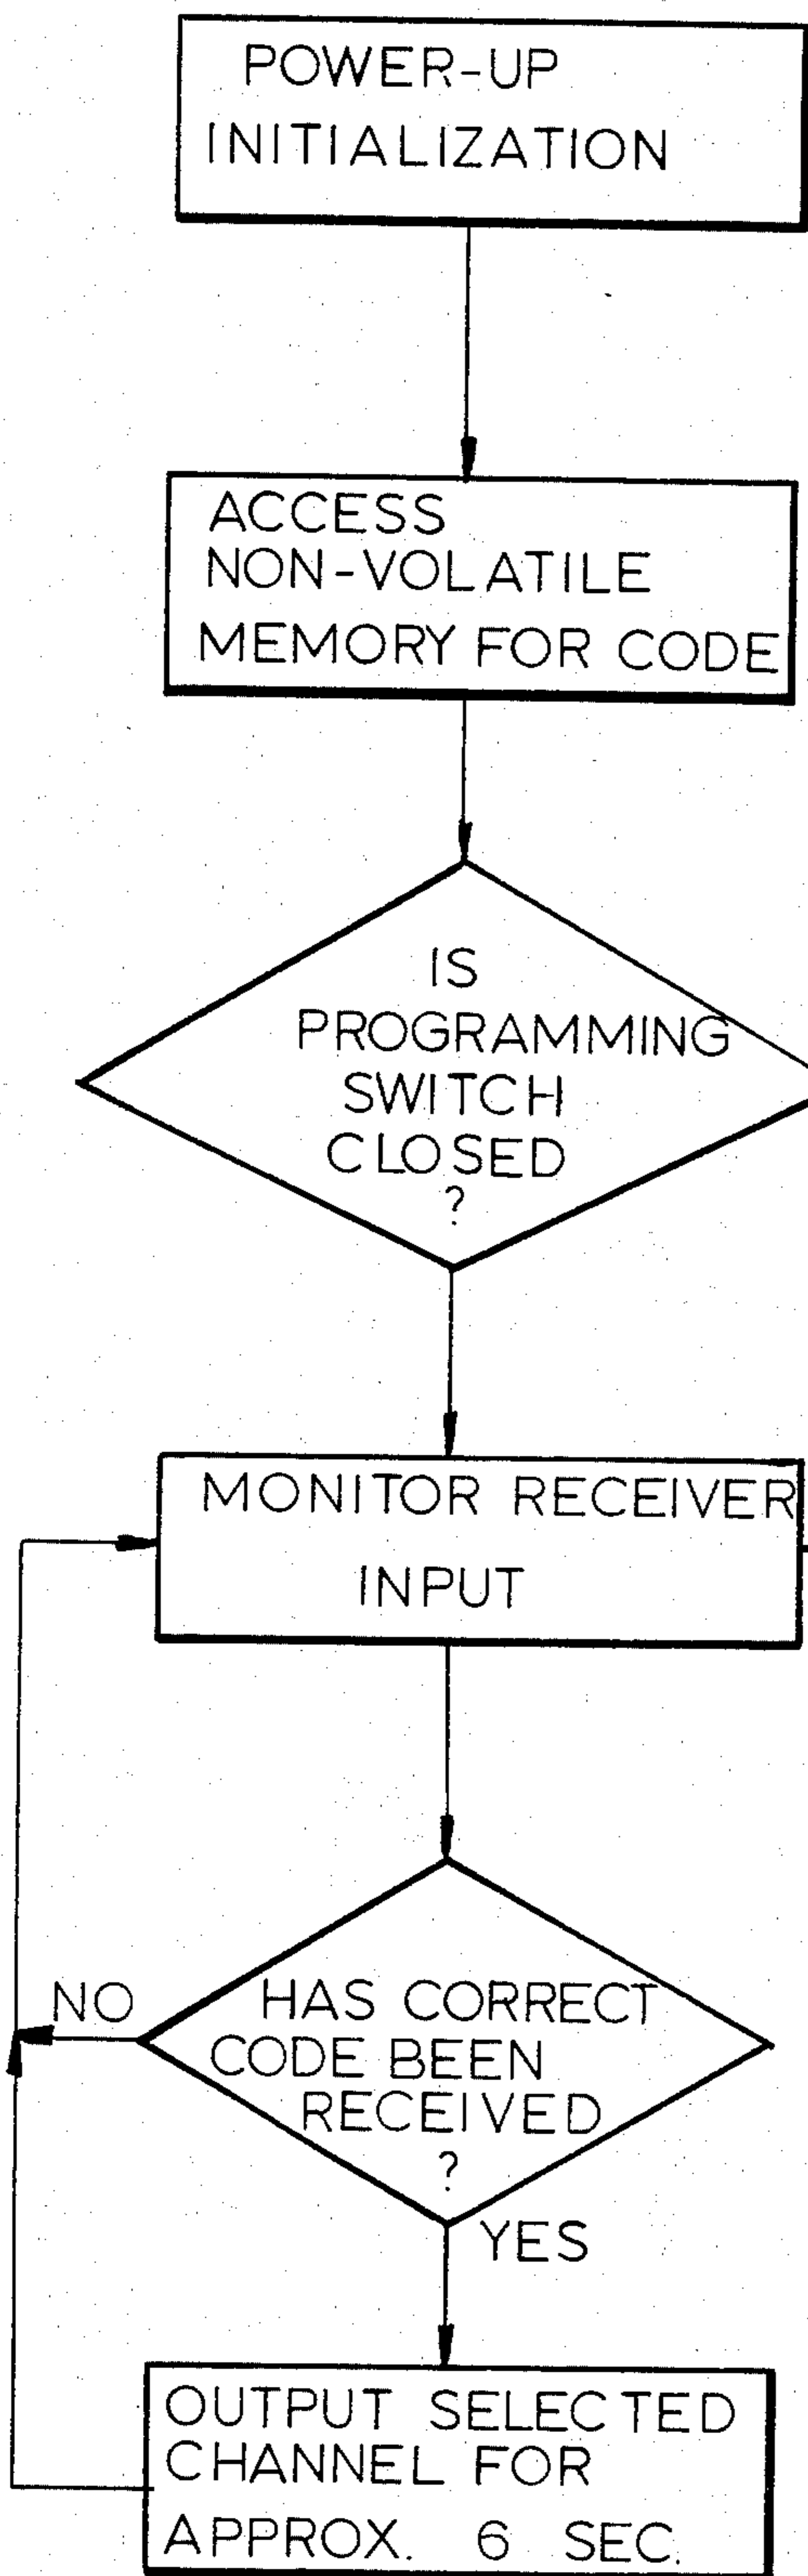 POWER-UP
INITIALIZATION
ACCESS
NON-VOLATILE
MEMORY FOR CODE
IS
PROGRAMMING
SWITCH
CLOSED
?
MONITOR RECEIVER
INPUT
NO
HAS CORRECT
CODE BEEN
RECEIVED
?
YES
OUTPUT SELECTED
CHANNEL FOR
APPROX. 6 SEC.